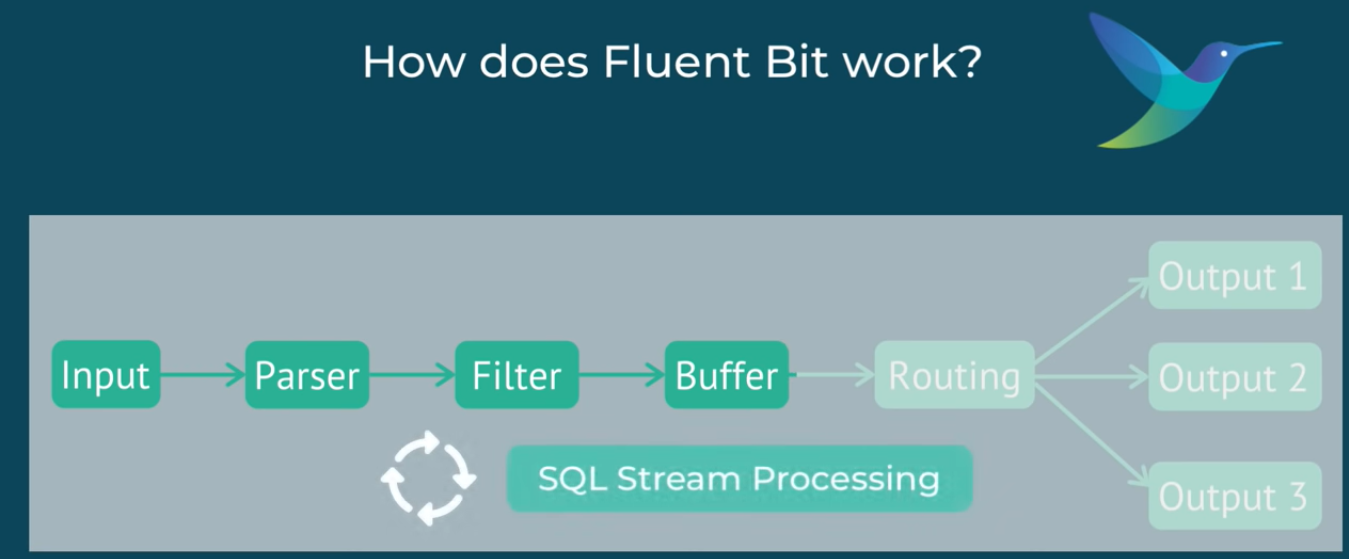 How does Fluent Bit work?
Input
Parser
Filter
Buffer
Routing
Output 1
Output 2
Output 3
SQL Stream Processing